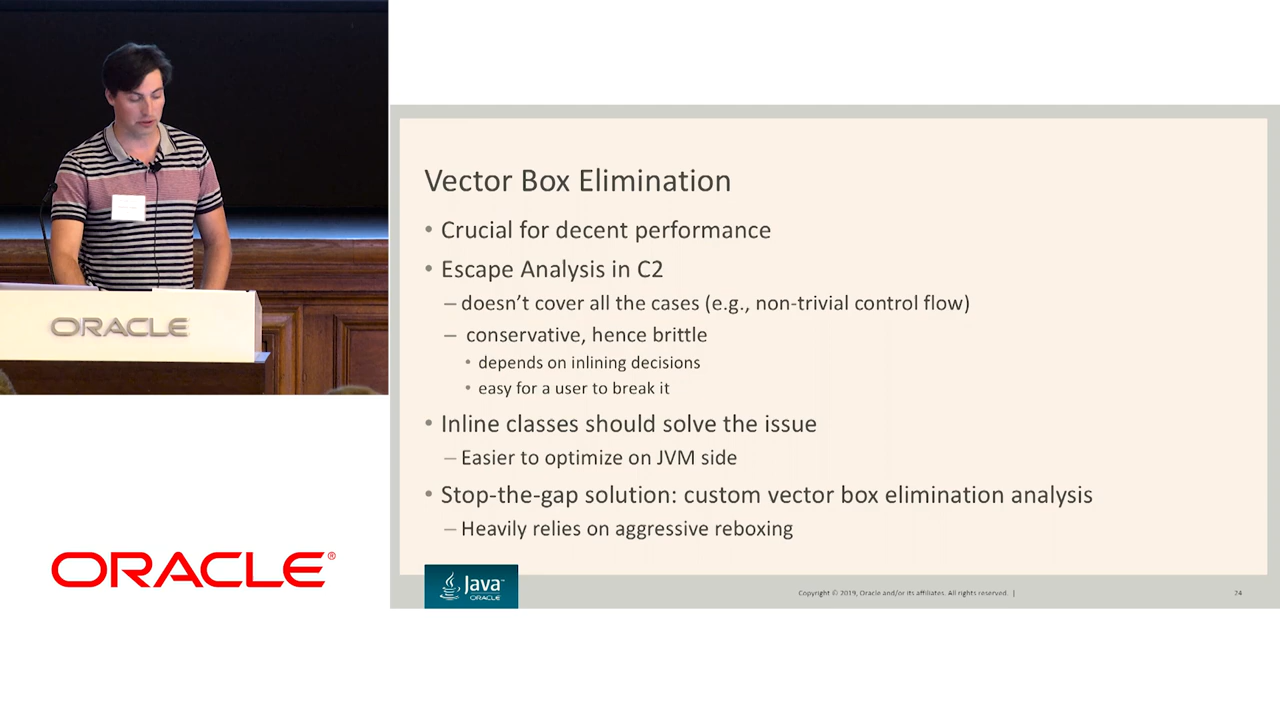 ORACLE
ORACLE®
Vector Box Elimination
• Crucial for decent performance
• Escape Analysis in C2
– doesn't cover all the cases (e.g., non-trivial control flow)
– conservative, hence brittle
• depends on inlining decisions
• easy for a user to break it
• Inline classes should solve the issue
– Easier to optimize on JVM side
• Stop-the-gap solution: custom vector box elimination analysis
– Heavily relies on aggressive reboxing
Java™
ORACLE
Copyright © 2019, Oracle and/or its affiliates. All rights reserved. |
24